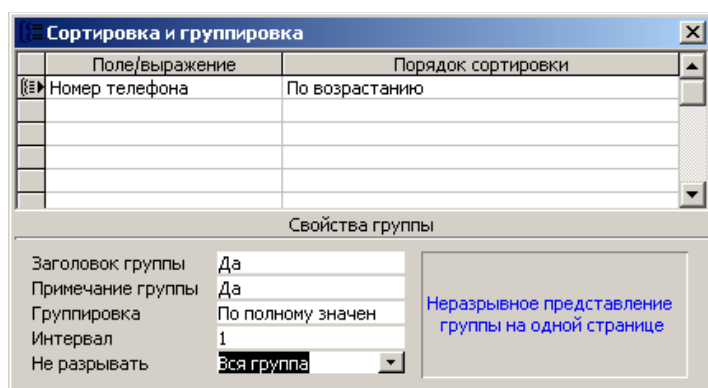 Сортировка и группировка
Поле/выражение Порядок сортировки
Номер телефона По возрастанию
Свойства группы
Заголовок группы Да
Примечание группы Да
Группировка По полному значен
Интервал 1
Не разрывать Вся группа
Неразрывное представление
группы на одной странице